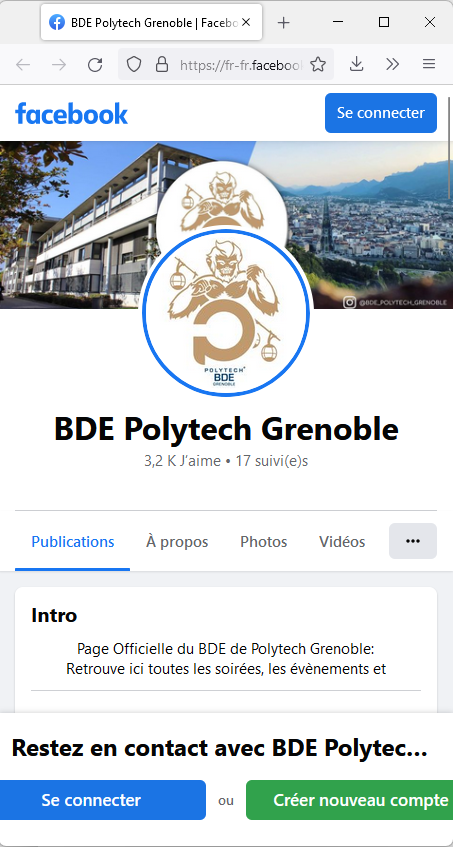 BDE Polytech Grenoble | Facebo
https://fr-fr.facebook
facebook
Se connecter
@BDE_POLYTECH_GRENOBLE
POLYTECH
BDE
GRENOBLE
BDE Polytech Grenoble
3,2 K J’aime • 17 suivi(e)s
Publications
À propos
Photos
Vidéos
Intro
Page Officielle du BDE de Polytech Grenoble:
Retrouve ici toutes les soirées, les évènements et
Restez en contact avec BDE Polytec…
Se connecter
ou
Créer nouveau compte